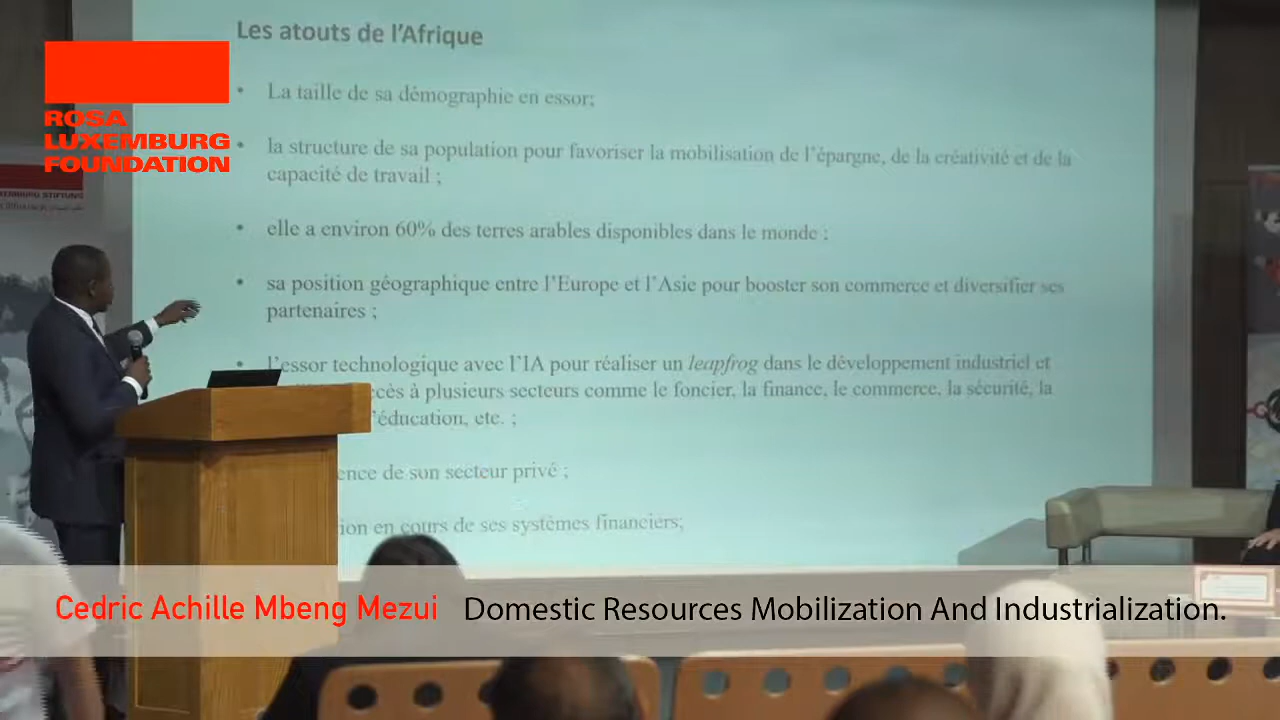 Les atouts de l'Afrique
ROSA
LUXEMBURG
FOUNDATION
• La taille de sa démographie en essor;
• la structure de sa population pour favoriser la mobilisation de l'épargne, de la créativité et de la
capacité de travail ;
• elle a environ 60% des terres arables disponibles dans le monde ;
• sa position géographique entre l'Europe et l'Asie pour booster son commerce et diversifier ses
partenaires ;
• l'essor technologique avec l'IA pour réaliser un leapfrog dans le développement industriel et
à plusieurs secteurs comme le foncier, la finance, le commerce, la sécurité, la
l'éducation, etc. ;
de son secteur privé ;
en cours de ses systèmes financiers;
Cedric Achille Mbeng Mezui Domestic Resources Mobilization And Industrialization.